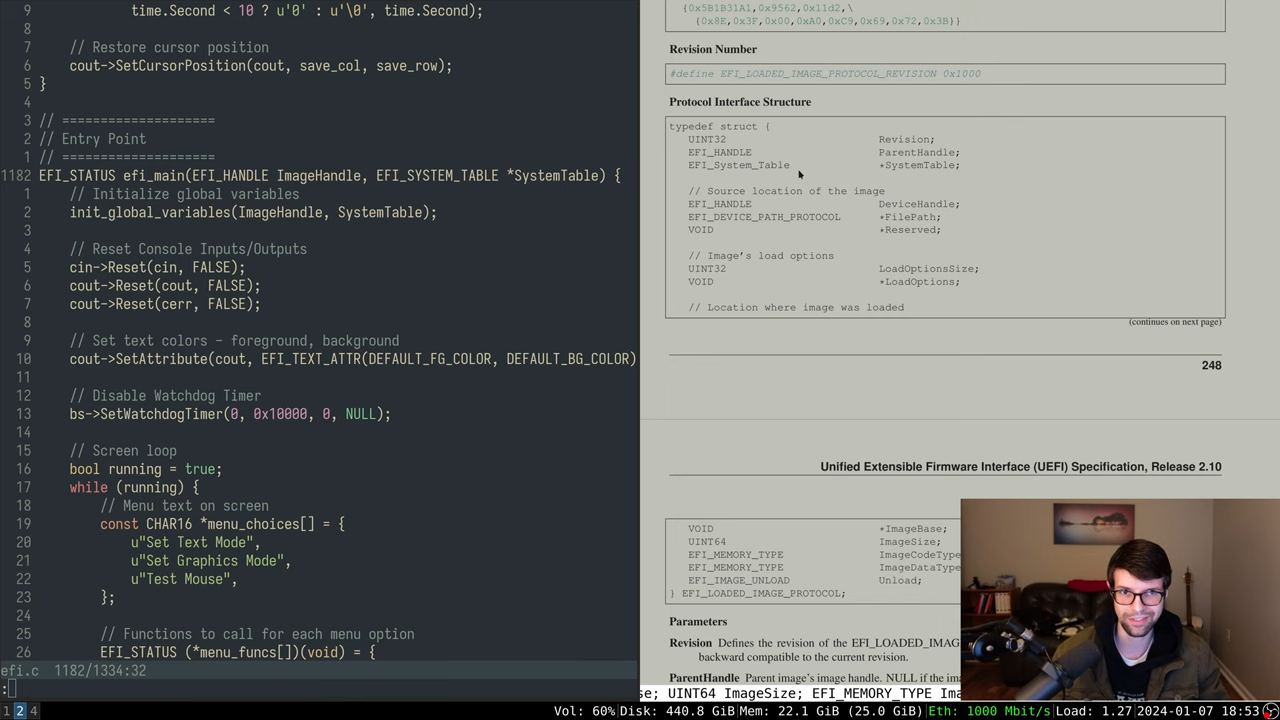 9 time.Second < 10 ? u'0' : u'\0', time.Second);
8
7 // Restore cursor position
6 cout->SetCursorPosition(cout, save_col, save_row);
5 }
4
3 // ====================
2 // Entry Point
1 // ====================
1182 EFI_STATUS efi_main(EFI_HANDLE ImageHandle, EFI_SYSTEM_TABLE *SystemTable) {
1 // Initialize global variables
2 init_global_variables(ImageHandle, SystemTable);
3
4 // Reset Console Inputs/Outputs
5 cin->Reset(cin, FALSE);
6 cout->Reset(cout, FALSE);
7 cout->Reset(cerr, FALSE);
8
9 // Set text colors - foreground, background
10 cout->SetAttribute(cout, EFI_TEXT_ATTR(DEFAULT_FG_COLOR, DEFAULT_BG_COLOR)
11
12 // Disable Watchdog Timer
13 bs->SetWatchdogTimer(0, 0x10000, 0, NULL);
14
15 // Screen loop
16 bool running = true;
17 while (running) {
18 // Menu text on screen
19 const CHAR16 *menu_choices[] = {
20 u"Set Text Mode",
21 u"Set Graphics Mode",
22 u"Test Mouse",
23 };
24
25 // Functions to call for each menu option
26 EFI_STATUS (*menu_funcs[])(void) = {
efi.c 1182/1334:32
:
{0x5B1B31A1,0x9562,0x11d2,\
{0x8E,0x3F,0x00,0xA0,0xC9,0x69,0x72,0x3B}}
Revision Number
#define EFI_LOADED_IMAGE_PROTOCOL_REVISION 0x1000
Protocol Interface Structure
typedef struct {
UINT32 Revision;
EFI_HANDLE ParentHandle;
EFI_System_Table *SystemTable;
// Source location of the image
EFI_HANDLE DeviceHandle;
EFI_DEVICE_PATH_PROTOCOL *FilePath;
VOID *Reserved;
// Image's load options
UINT32 LoadOptionsSize;
VOID *LoadOptions;
// Location where image was loaded
(continues on next page)
248
Unified Extensible Firmware Interface (UEFI) Specification, Release 2.10
VOID *ImageBase;
UINT64 ImageSize;
EFI_MEMORY_TYPE ImageCodeType
EFI_MEMORY_TYPE ImageDataType
EFI_IMAGE_UNLOAD Unload;
} EFI_LOADED_IMAGE_PROTOCOL;
Parameters
Revision Defines the revision of the EFI_LOADED_IMAG
backward compatible to the current revision.
ParentHandle Parent image's image handle. NULL if the ima
se; UINT64 ImageSize; EFI_MEMORY_TYPE Ima
1 2 4 Vol: 60% Disk: 440.8 GiB Mem: 22.1 GiB (25.0 GiB) Eth: 1000 Mbit/s Load: 1.27 2024-01-07 18:53